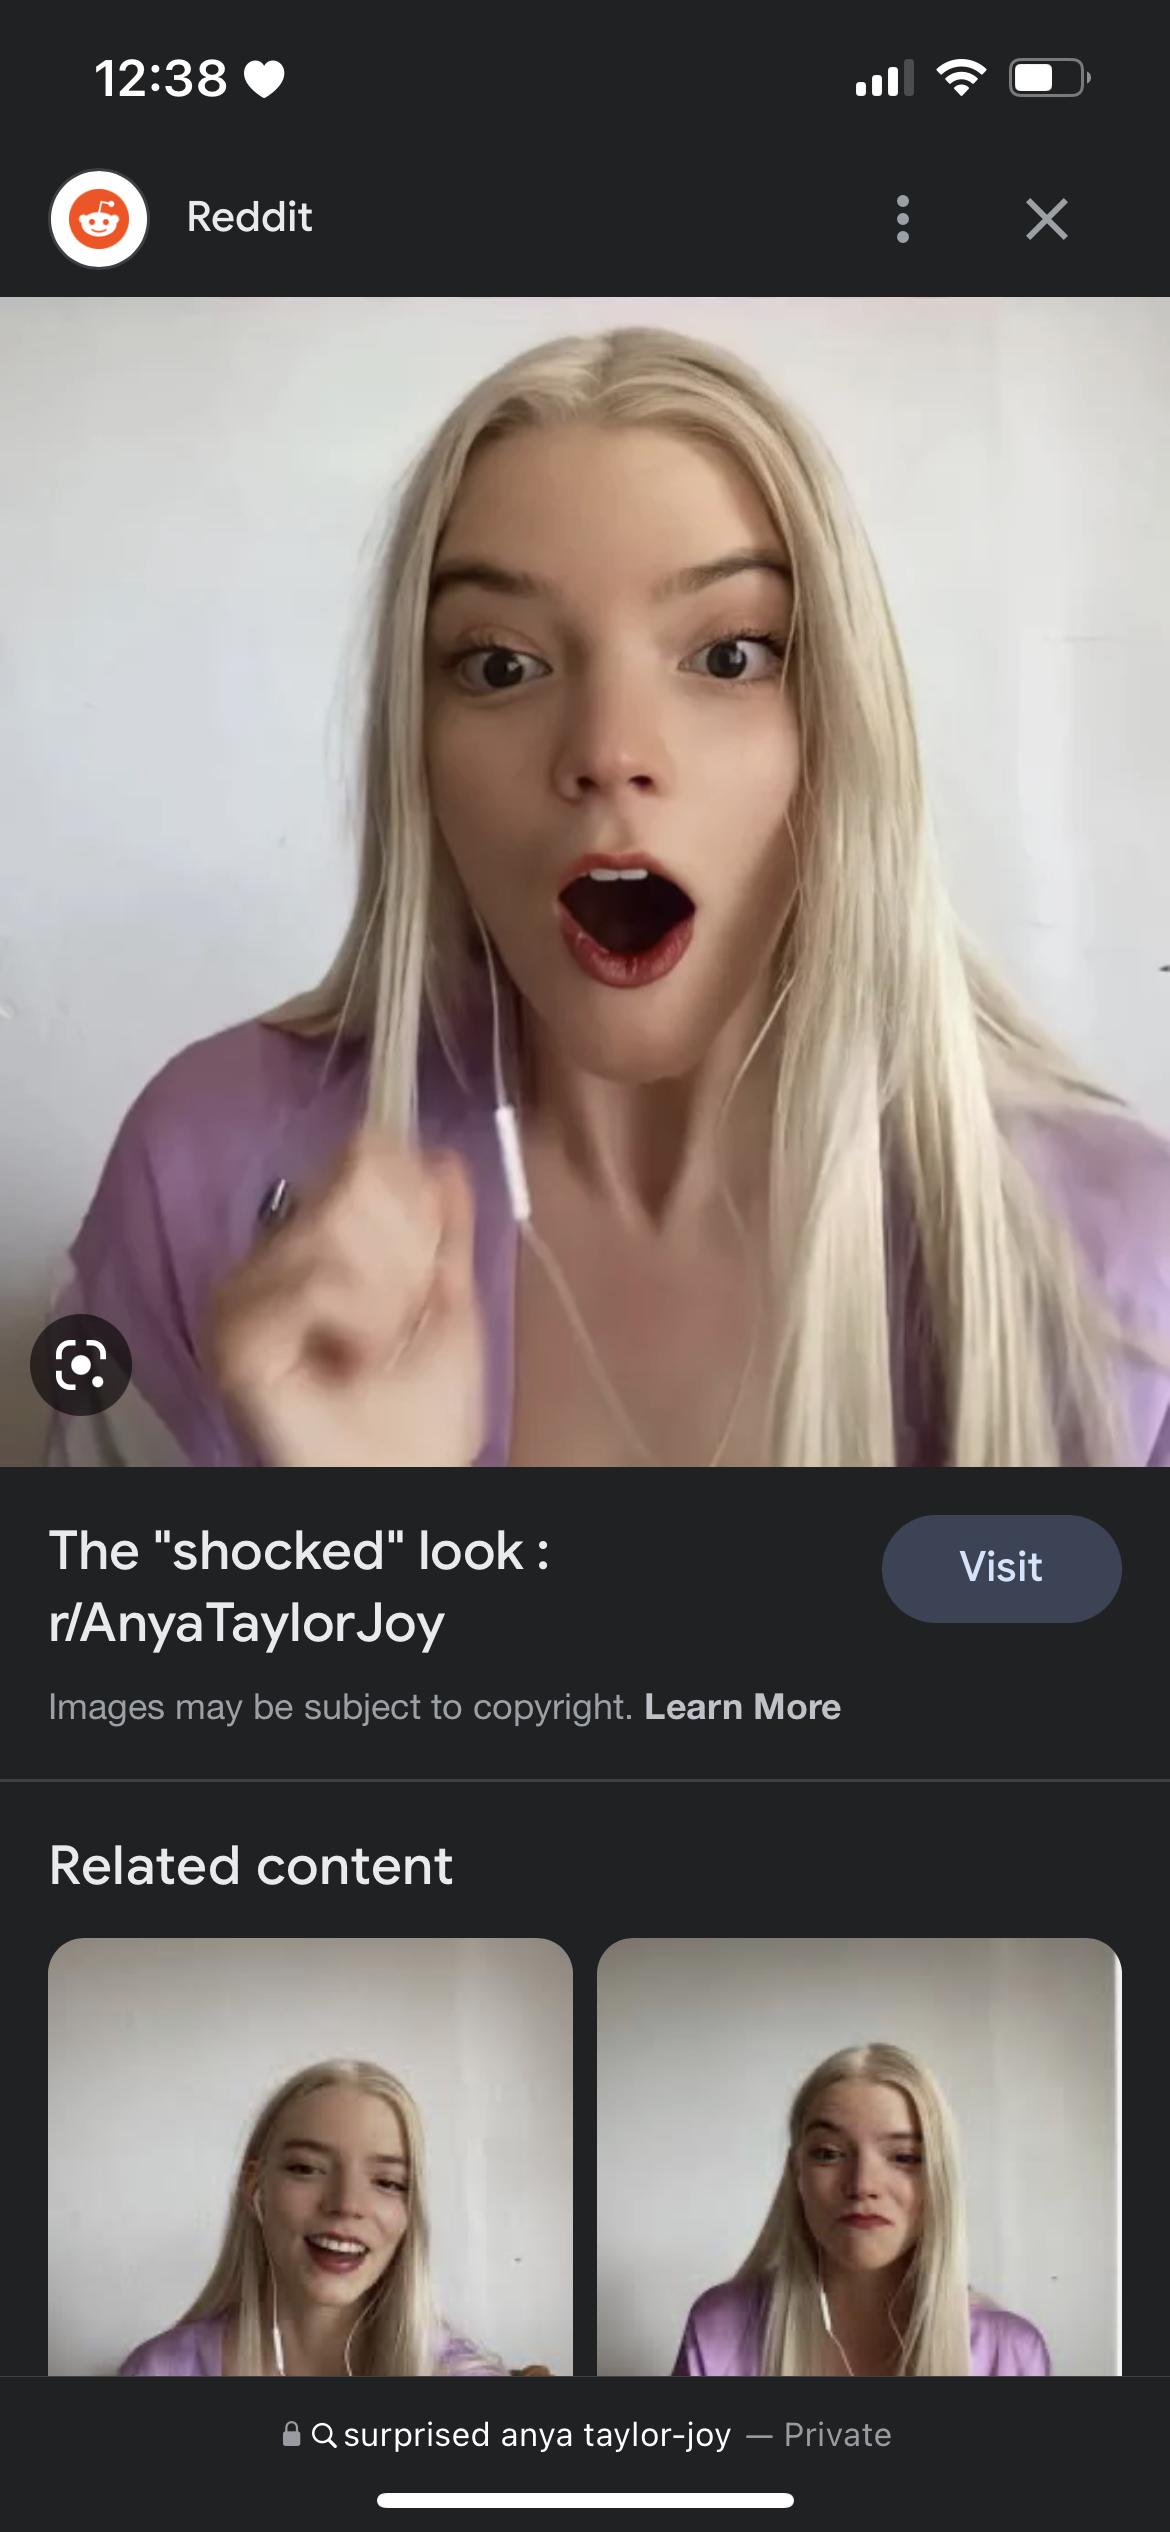 12:38
Reddit
The "shocked" look :
r/AnyaTaylorJoy
Visit
Images may be subject to copyright. Learn More
Related content
surprised anya taylor-joy — Private